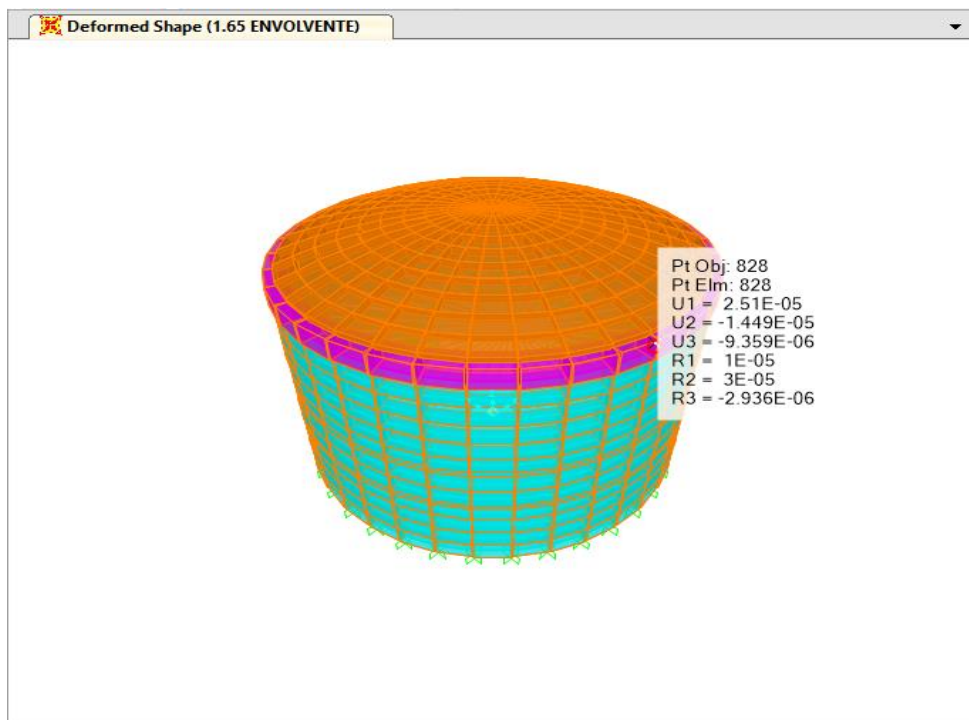 Deformed Shape (1.65 ENVOLVENTE)
Pt Obj: 828
Pt Elm: 828
U1 = 2.51E-05
U2 = -1.449E-05
U3 = -9.359E-06
R1 = 1E-05
R2 = 3E-05
R3 = -2.936E-06